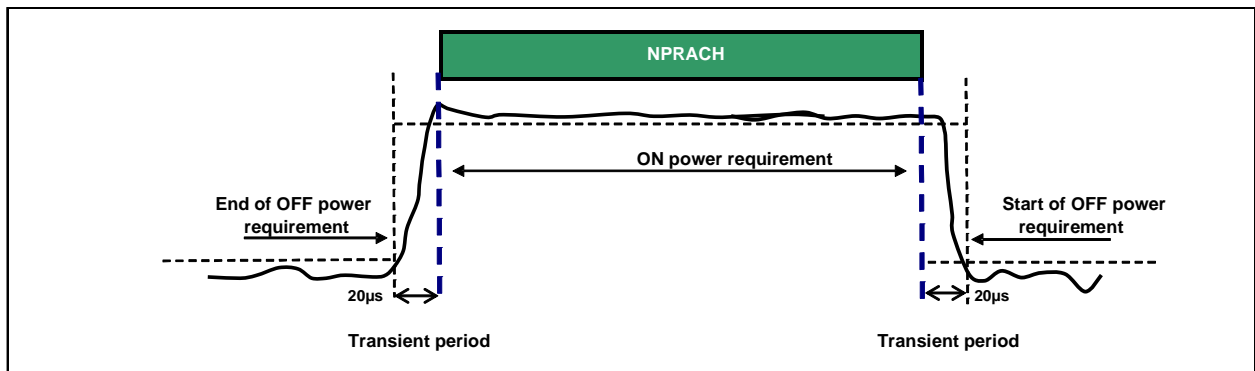 NPRACH
ON power requirement
End of OFF power
requirement
Start of OFF power
requirement
20µs
20µs
Transient period
Transient period